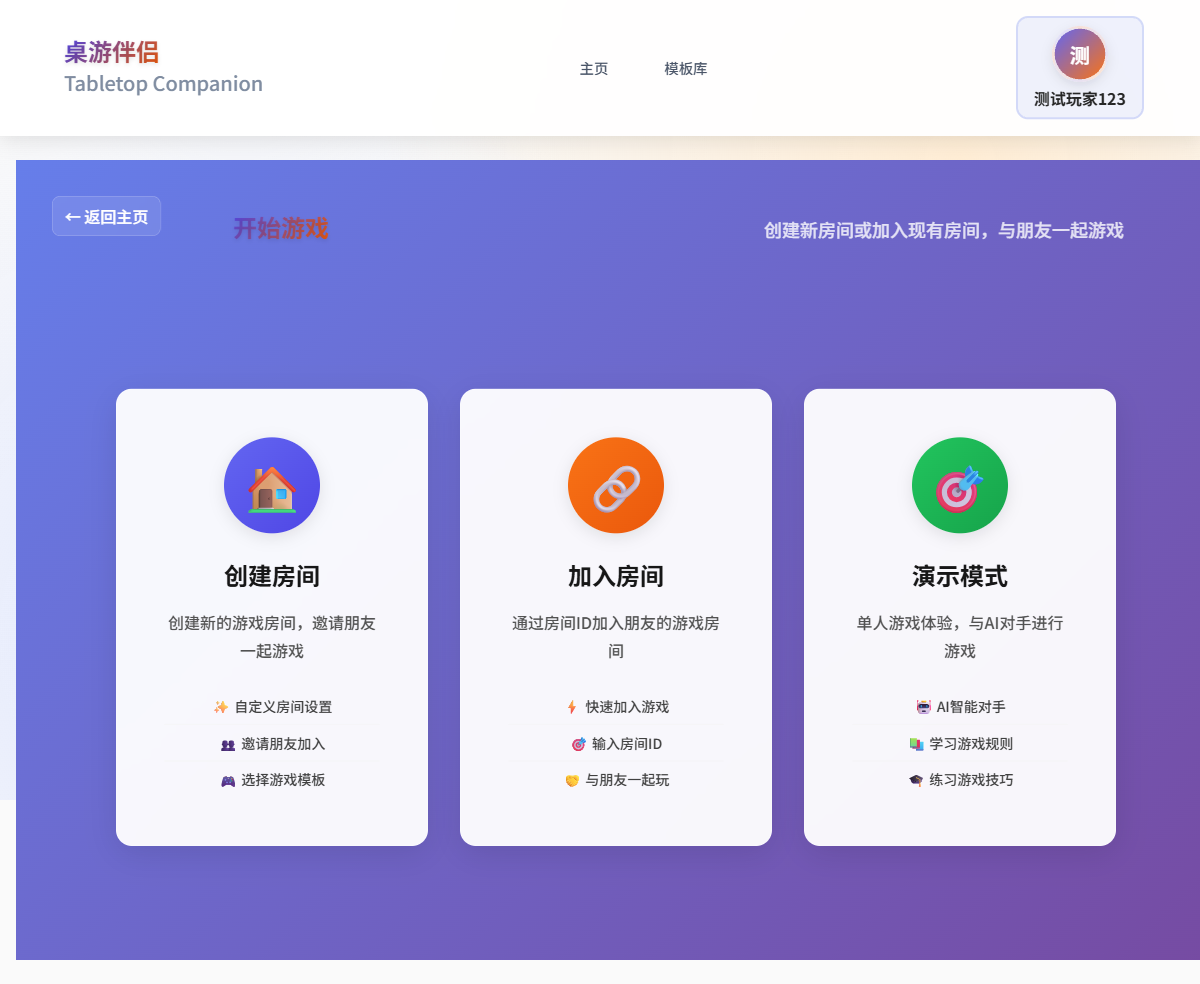 桌游伴侣
Tabletop Companion
主页
模板库
测
测试玩家123
← 返回主页
开始游戏
创建新房间或加入现有房间，与朋友一起游戏
创建房间
创建新的游戏房间，邀请朋友
一起游戏
✨ 自定义房间设置
👥 邀请朋友加入
🎮 选择游戏模板
加入房间
通过房间ID加入朋友的游戏房
间
⚡ 快速加入游戏
🎯 输入房间ID
🤝 与朋友一起玩
演示模式
单人游戏体验，与AI对手进行
游戏
🤖 AI智能对手
📚 学习游戏规则
🎓 练习游戏技巧